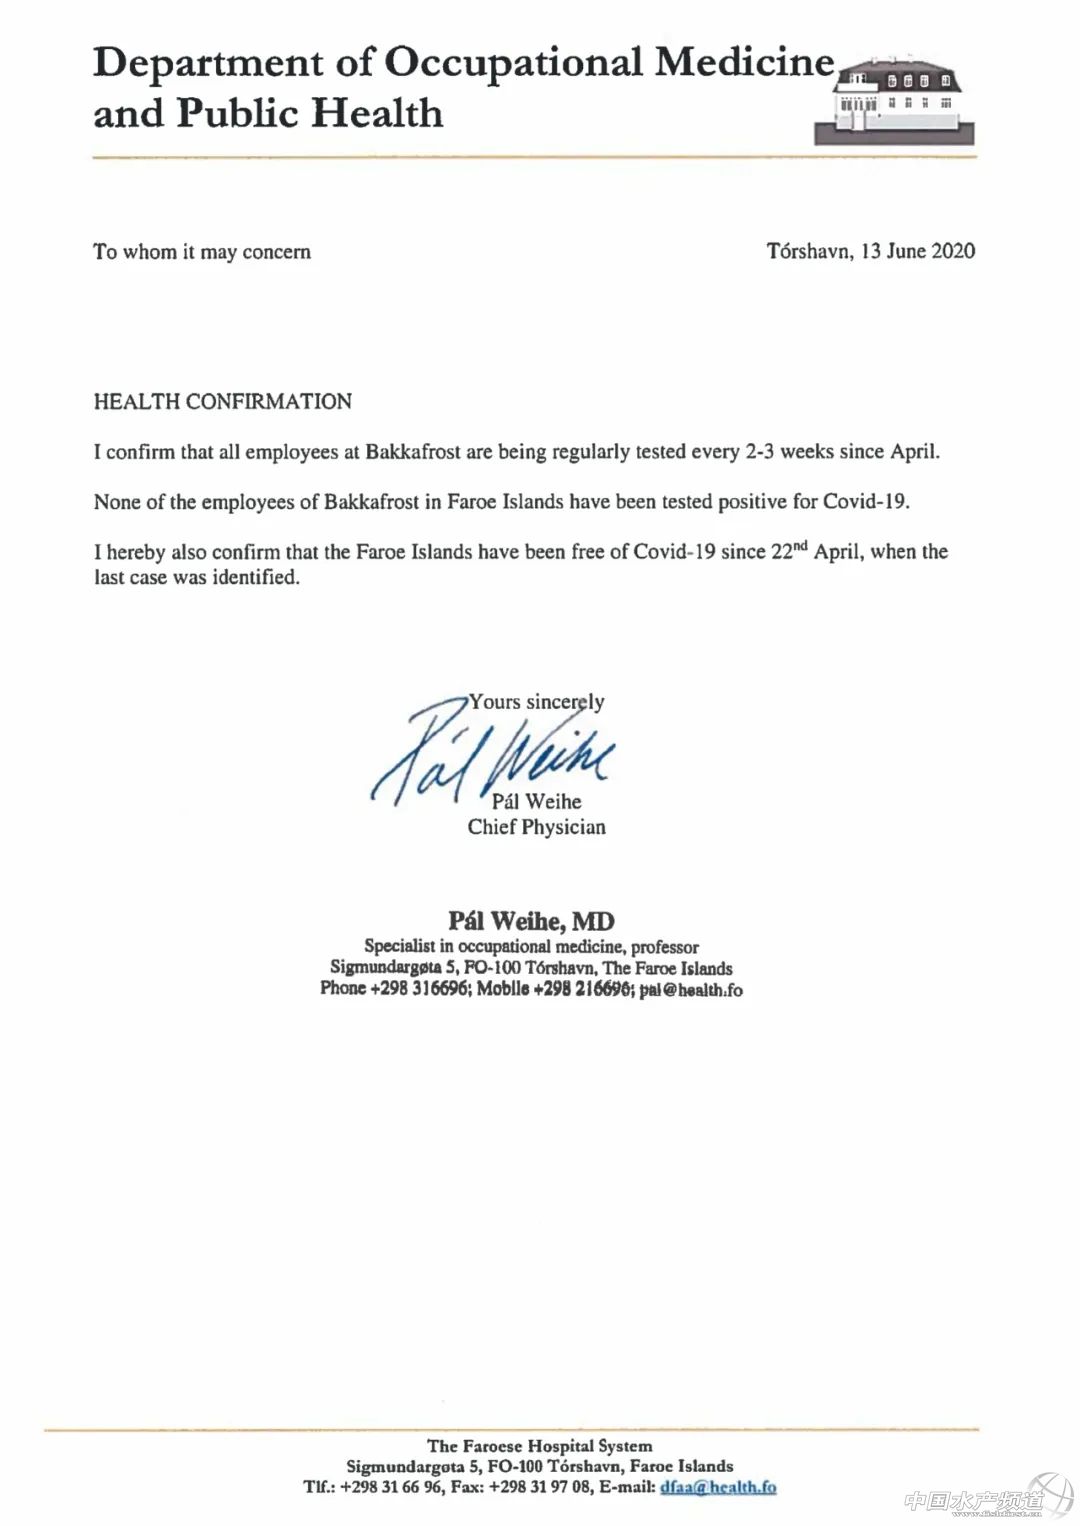 Department of Occupational Medicine
and Public Health
To whom it may concern
Tórshavn, 13 June 2020
HEALTH CONFIRMATION
I confirm that all employees at Bakkafrost are being regularly tested every 2-3 weeks since April.
None of the employees of Bakkafrost in Faroe Islands have been tested positive for Covid-19.
I hereby also confirm that the Faroe Islands have been free of Covid-19 since 22nd April, when the
last case was identified.
Yours sincerely
Pál Weihe
Pál Weihe
Chief Physician
Pál Weihe, MD
Specialist in occupational medicine, professor
Sigmundargøta 5, FO-100 Tórshavn, The Faroe Islands
Phone +298 316696; Mobile +298 216696; pal@health.fo
The Faroese Hospital System
Sigmundargøta 5, FO-100 Tórshavn, Faroe Islands
Tlf.: +298 31 66 96, Fax: +298 31 97 08, E-mail: dfaa@health.fo
中国水产频道
www.fishfirst.cn